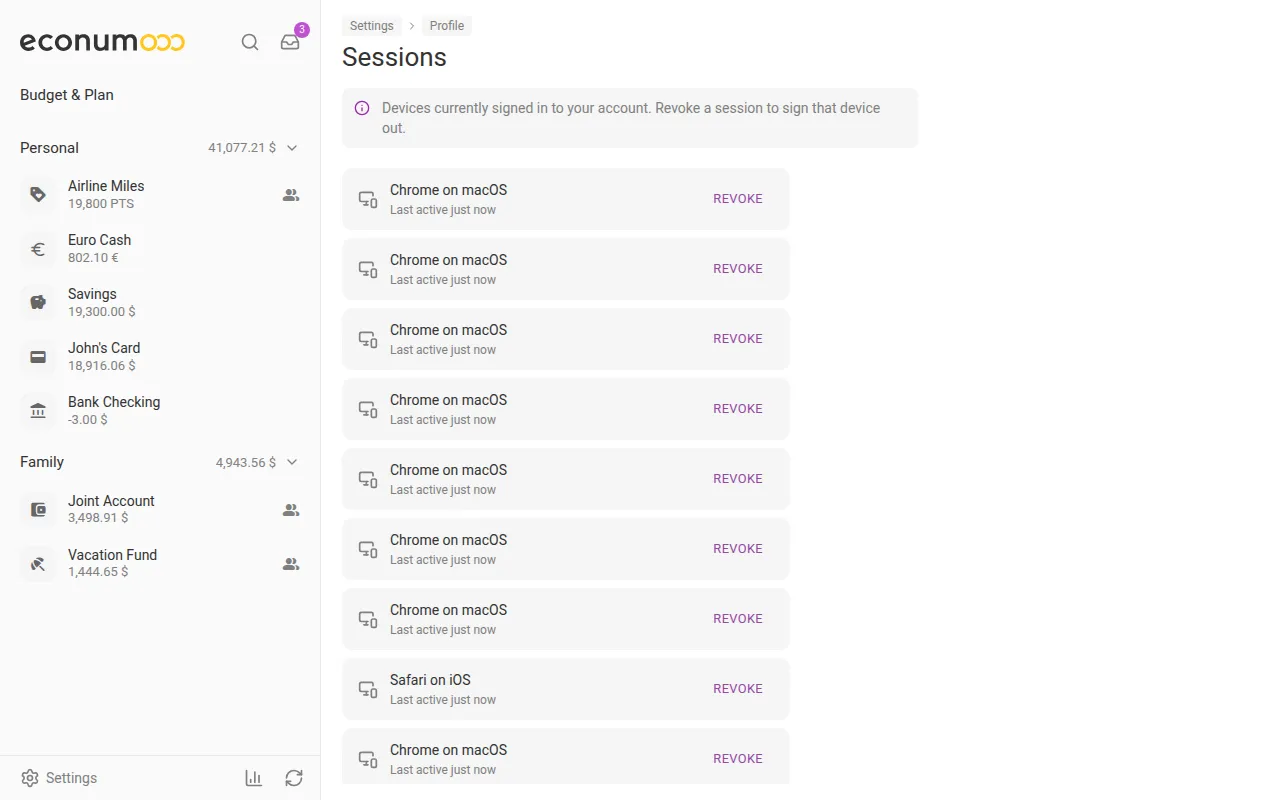 econumo
3
Budget & Plan
Personal 41,077.21 $
Airline Miles
19,800 PTS
Euro Cash
802.10 €
Savings
19,300.00 $
John's Card
18,916.06 $
Bank Checking
-3.00 $
Family 4,943.56 $
Joint Account
3,498.91 $
Vacation Fund
1,444.65 $
Settings
Settings > Profile
Sessions
Devices currently signed in to your account. Revoke a session to sign that device
out.
Chrome on macOS
Last active just now
REVOKE
Chrome on macOS
Last active just now
REVOKE
Chrome on macOS
Last active just now
REVOKE
Chrome on macOS
Last active just now
REVOKE
Chrome on macOS
Last active just now
REVOKE
Chrome on macOS
Last active just now
REVOKE
Chrome on macOS
Last active just now
REVOKE
Safari on iOS
Last active just now
REVOKE
Chrome on macOS
Last active just now
REVOKE